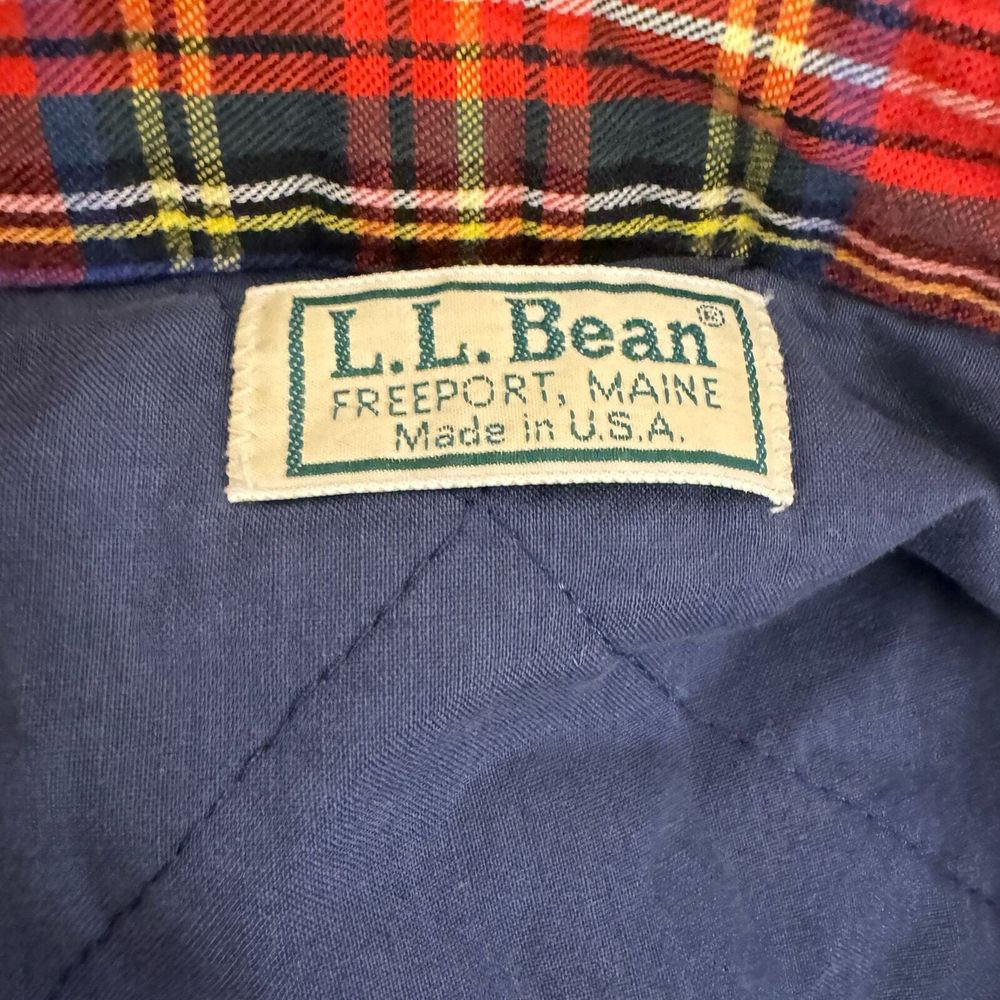 L.L. Bean®
FREEPORT, MAINE
Made in U.S.A.